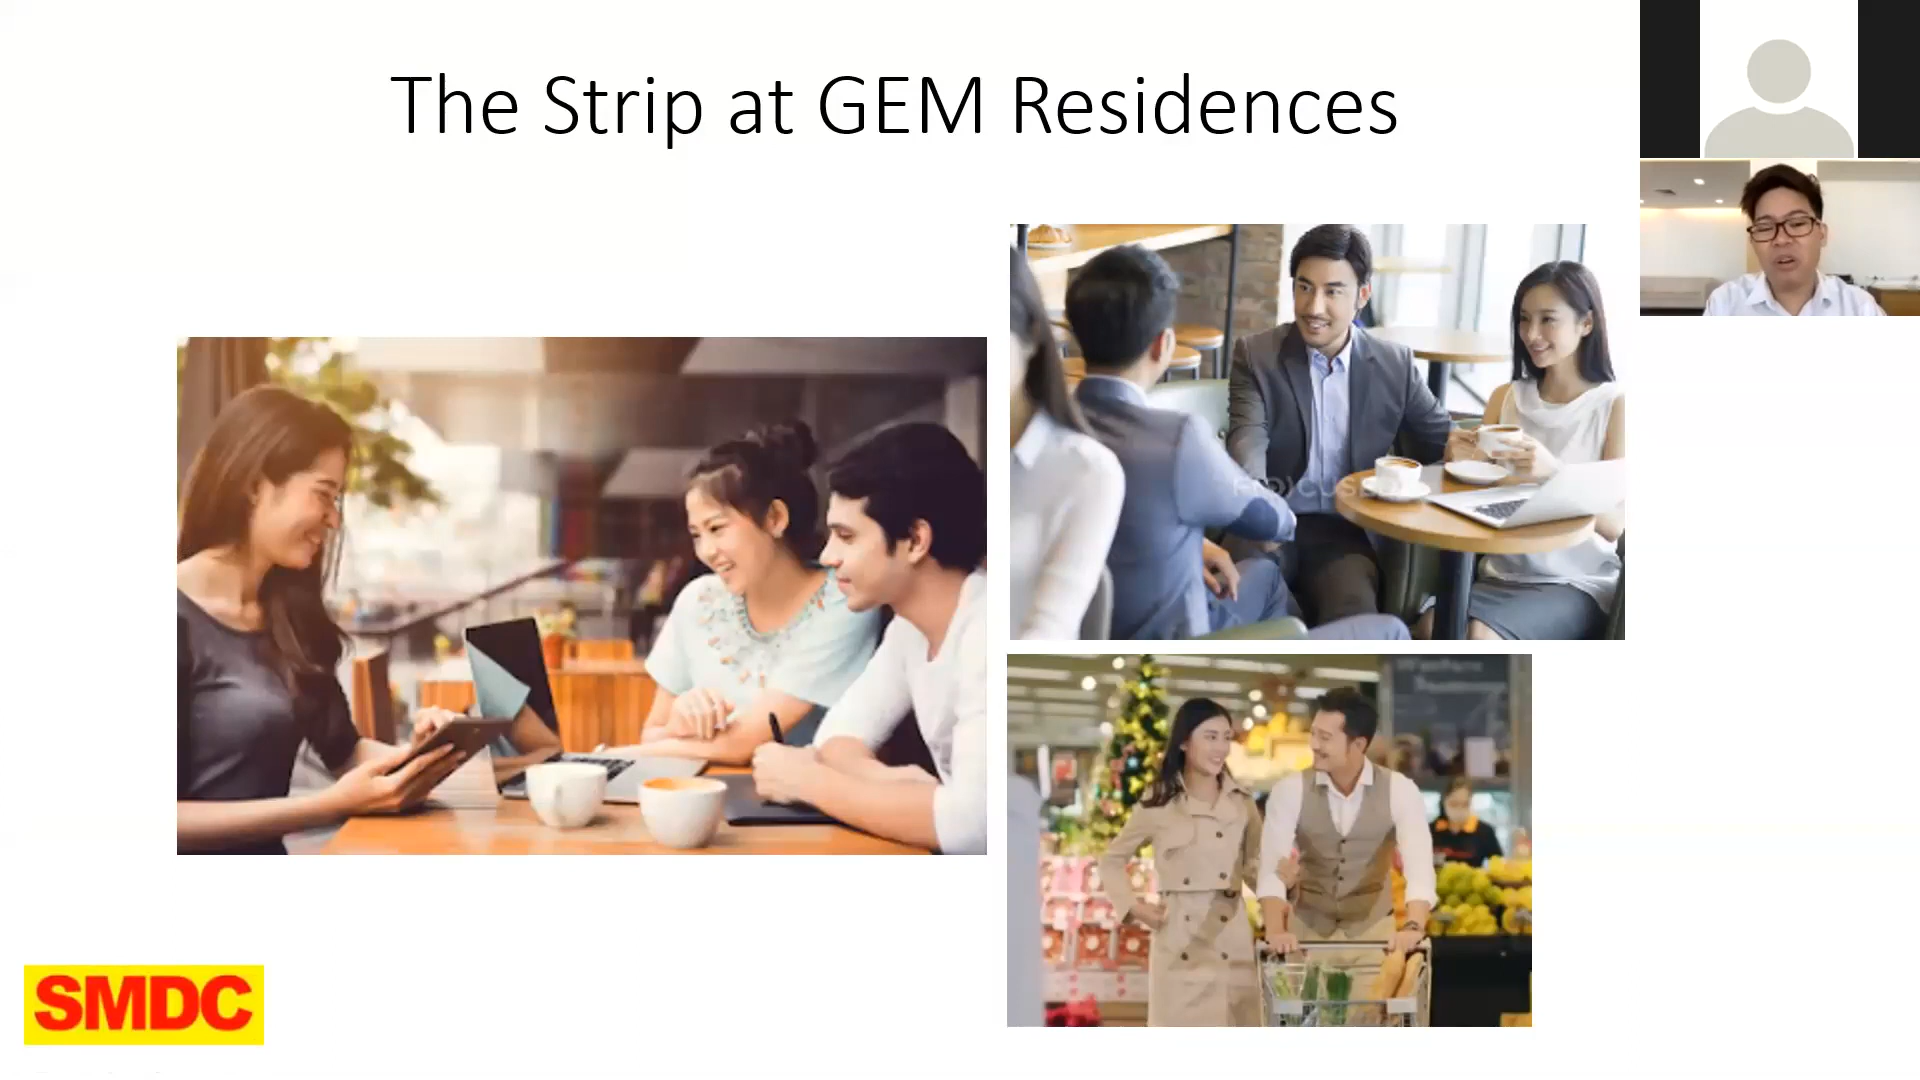 The Strip at GEM Residences
SMDC